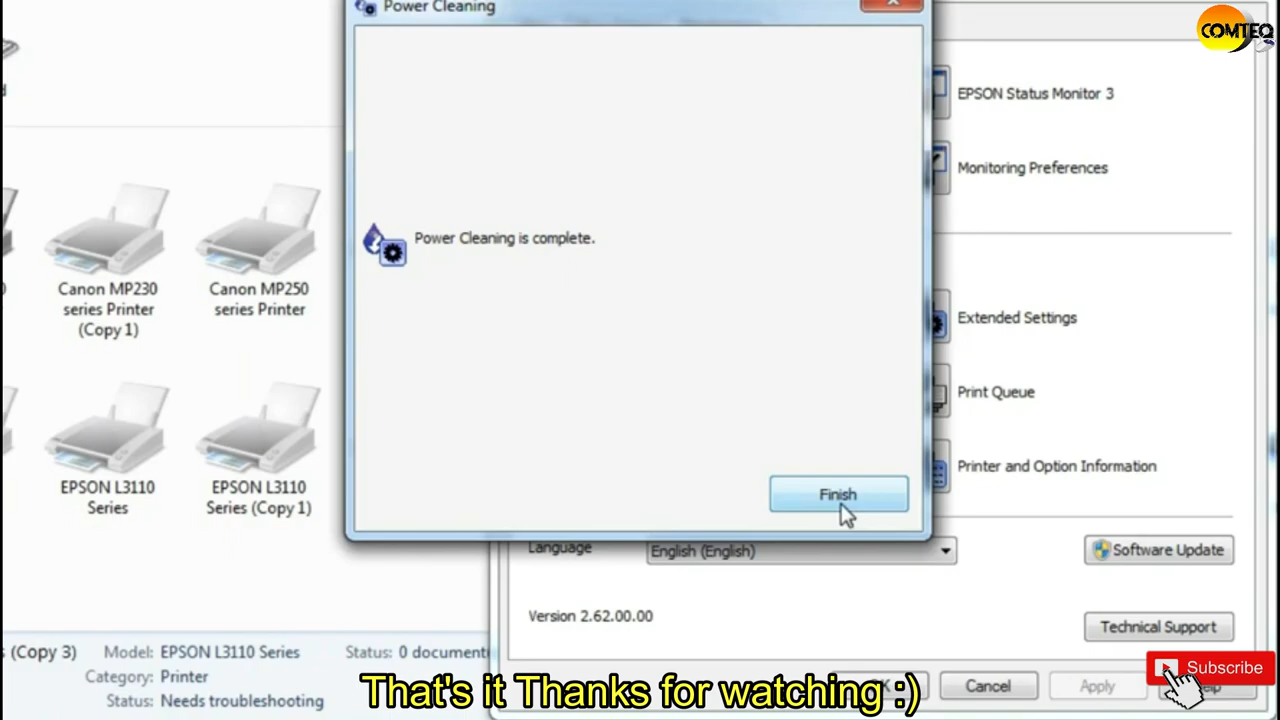 Power Cleaning
COMTEQ
EPSON Status Monitor 3
Monitoring Preferences
Power Cleaning is complete.
Canon MP230
series Printer
(Copy 1)
Canon MP250
series Printer
Extended Settings
Print Queue
Printer and Option Information
EPSON L3110
Series
EPSON L3110
Series (Copy 1)
Finish
Language
English (English)
Software Update
Version 2.62.00.00
Technical Support
(Copy 3)
Model: EPSON L3110 Series
Status: 0 document
Category: Printer
Status: Needs troubleshooting
Cancel
Apply
Subscribe
That's it Thanks for watching :)